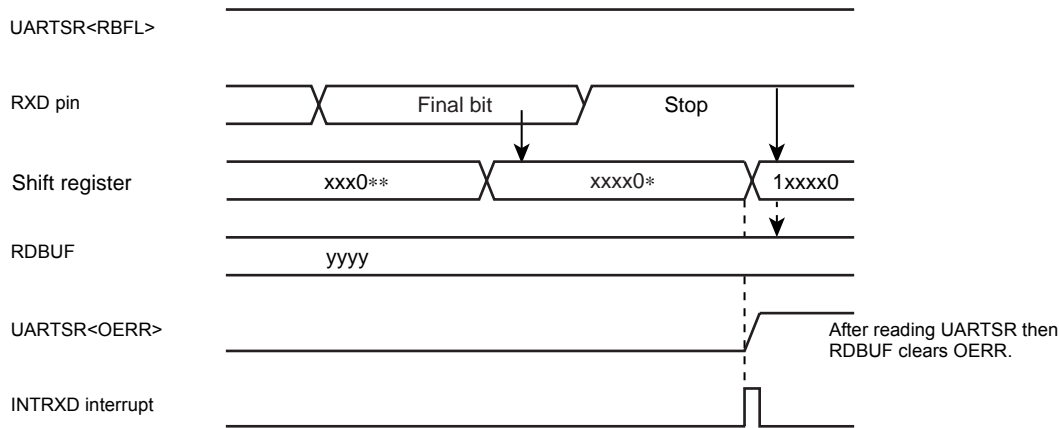 UARTSR<RBFL>
RXD pin
Final bit
Stop
Shift register
xxx0**
xxxx0*
1xxxx0
RDBUF
yyyy
UARTSR<OERR>
After reading UARTSR then
RDBUF clears OERR.
INTRXD interrupt